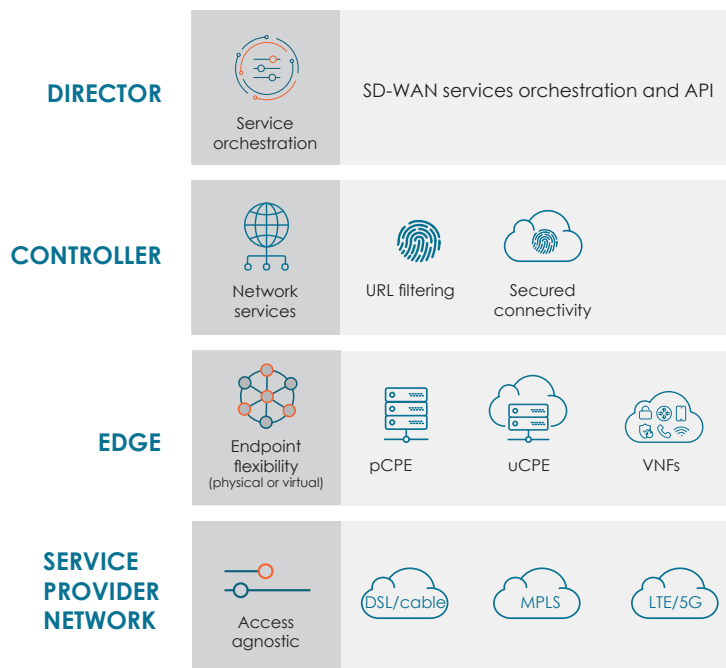 DIRECTOR
Service
orchestration
SD-WAN services orchestration and API
CONTROLLER
Network
services
URL filtering
Secured
connectivity
EDGE
Endpoint
flexibility
(physical or virtual)
pCPE
uCPE
VNFs
SERVICE
PROVIDER
NETWORK
Access
agnostic
DSL/cable
MPLS
LTE/5G